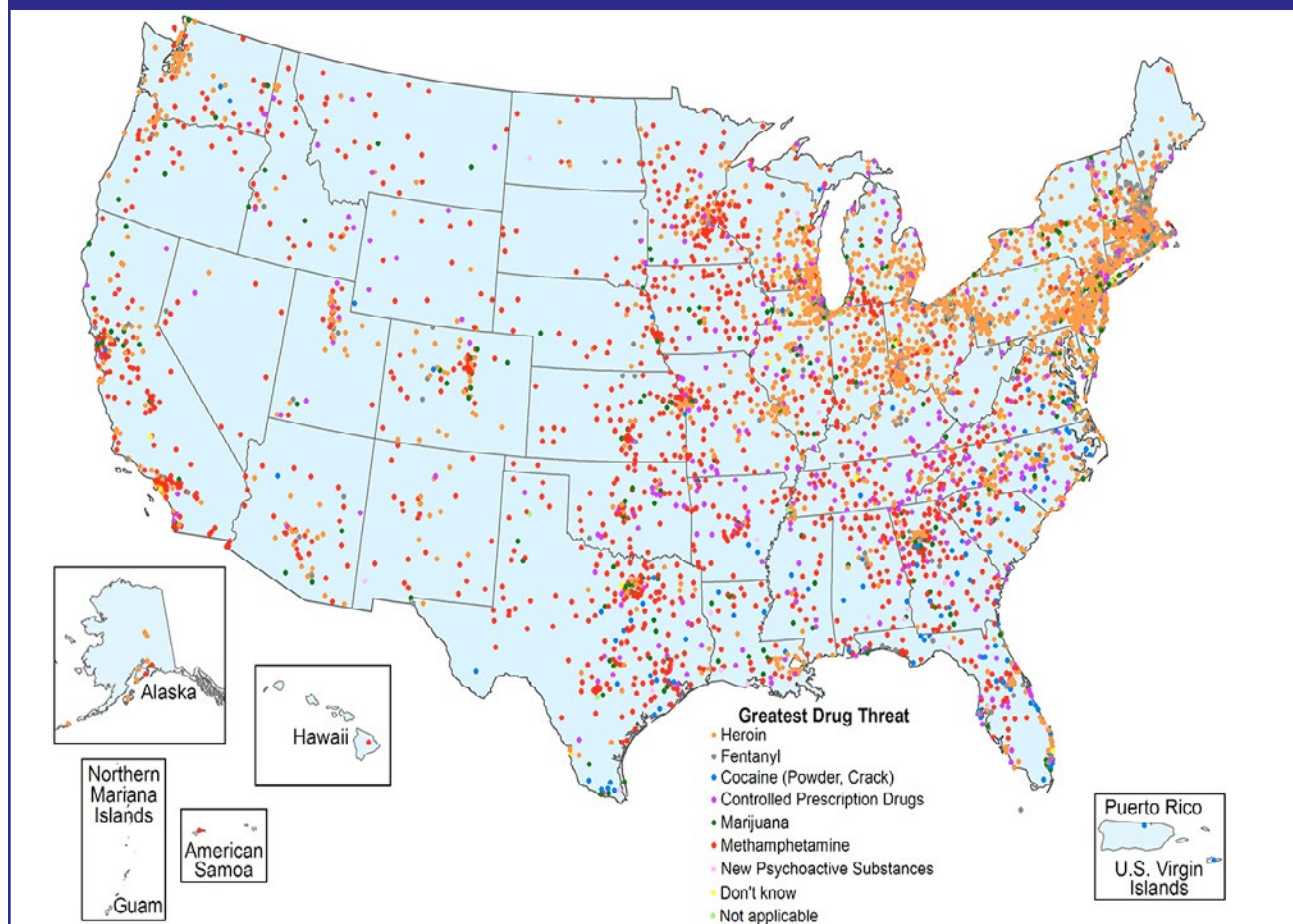 Alaska
Hawaii
Northern
Mariana
Islands
Guam
American
Samoa
Greatest Drug Threat
Heroin
Fentanyl
Cocaine (Powder, Crack)
Controlled Prescription Drugs
Marijuana
Methamphetamine
New Psychoactive Substances
Don't know
Not applicable
Puerto Rico
U.S. Virgin
Islands